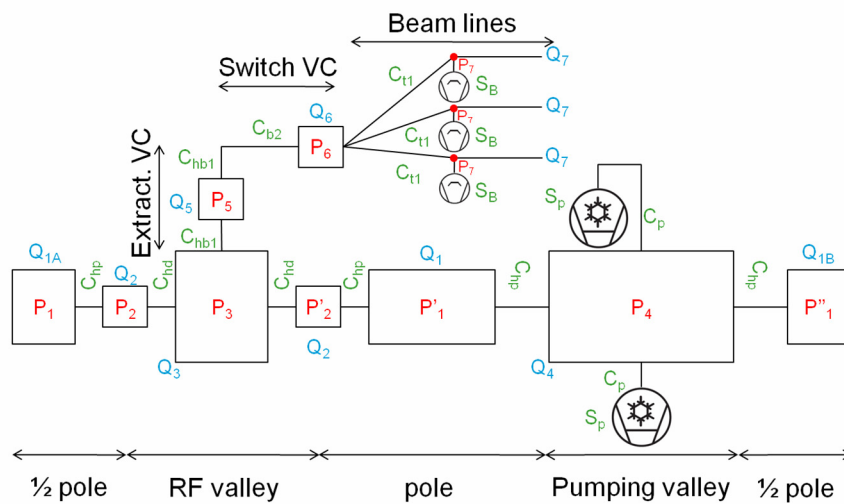 Beam lines
Switch VC
Q7
P7
Ct1
SB
Q6
Q7
Cb2
P7
P6
Ct1
SB
Extract. VC
Chb1
Q7
P7
Ct1
Q5
P5
SB
Sp
Chb1
Cp
Q1A
Q2
Chp
Chd
Chd
Chp
Q1
Chp
Chp
Q1B
P1
P2
P3
P'2
P'1
P4
P"1
Q3
Q2
Q4
Cp
Sp
½ pole
RF valley
pole
Pumping valley
½ pole